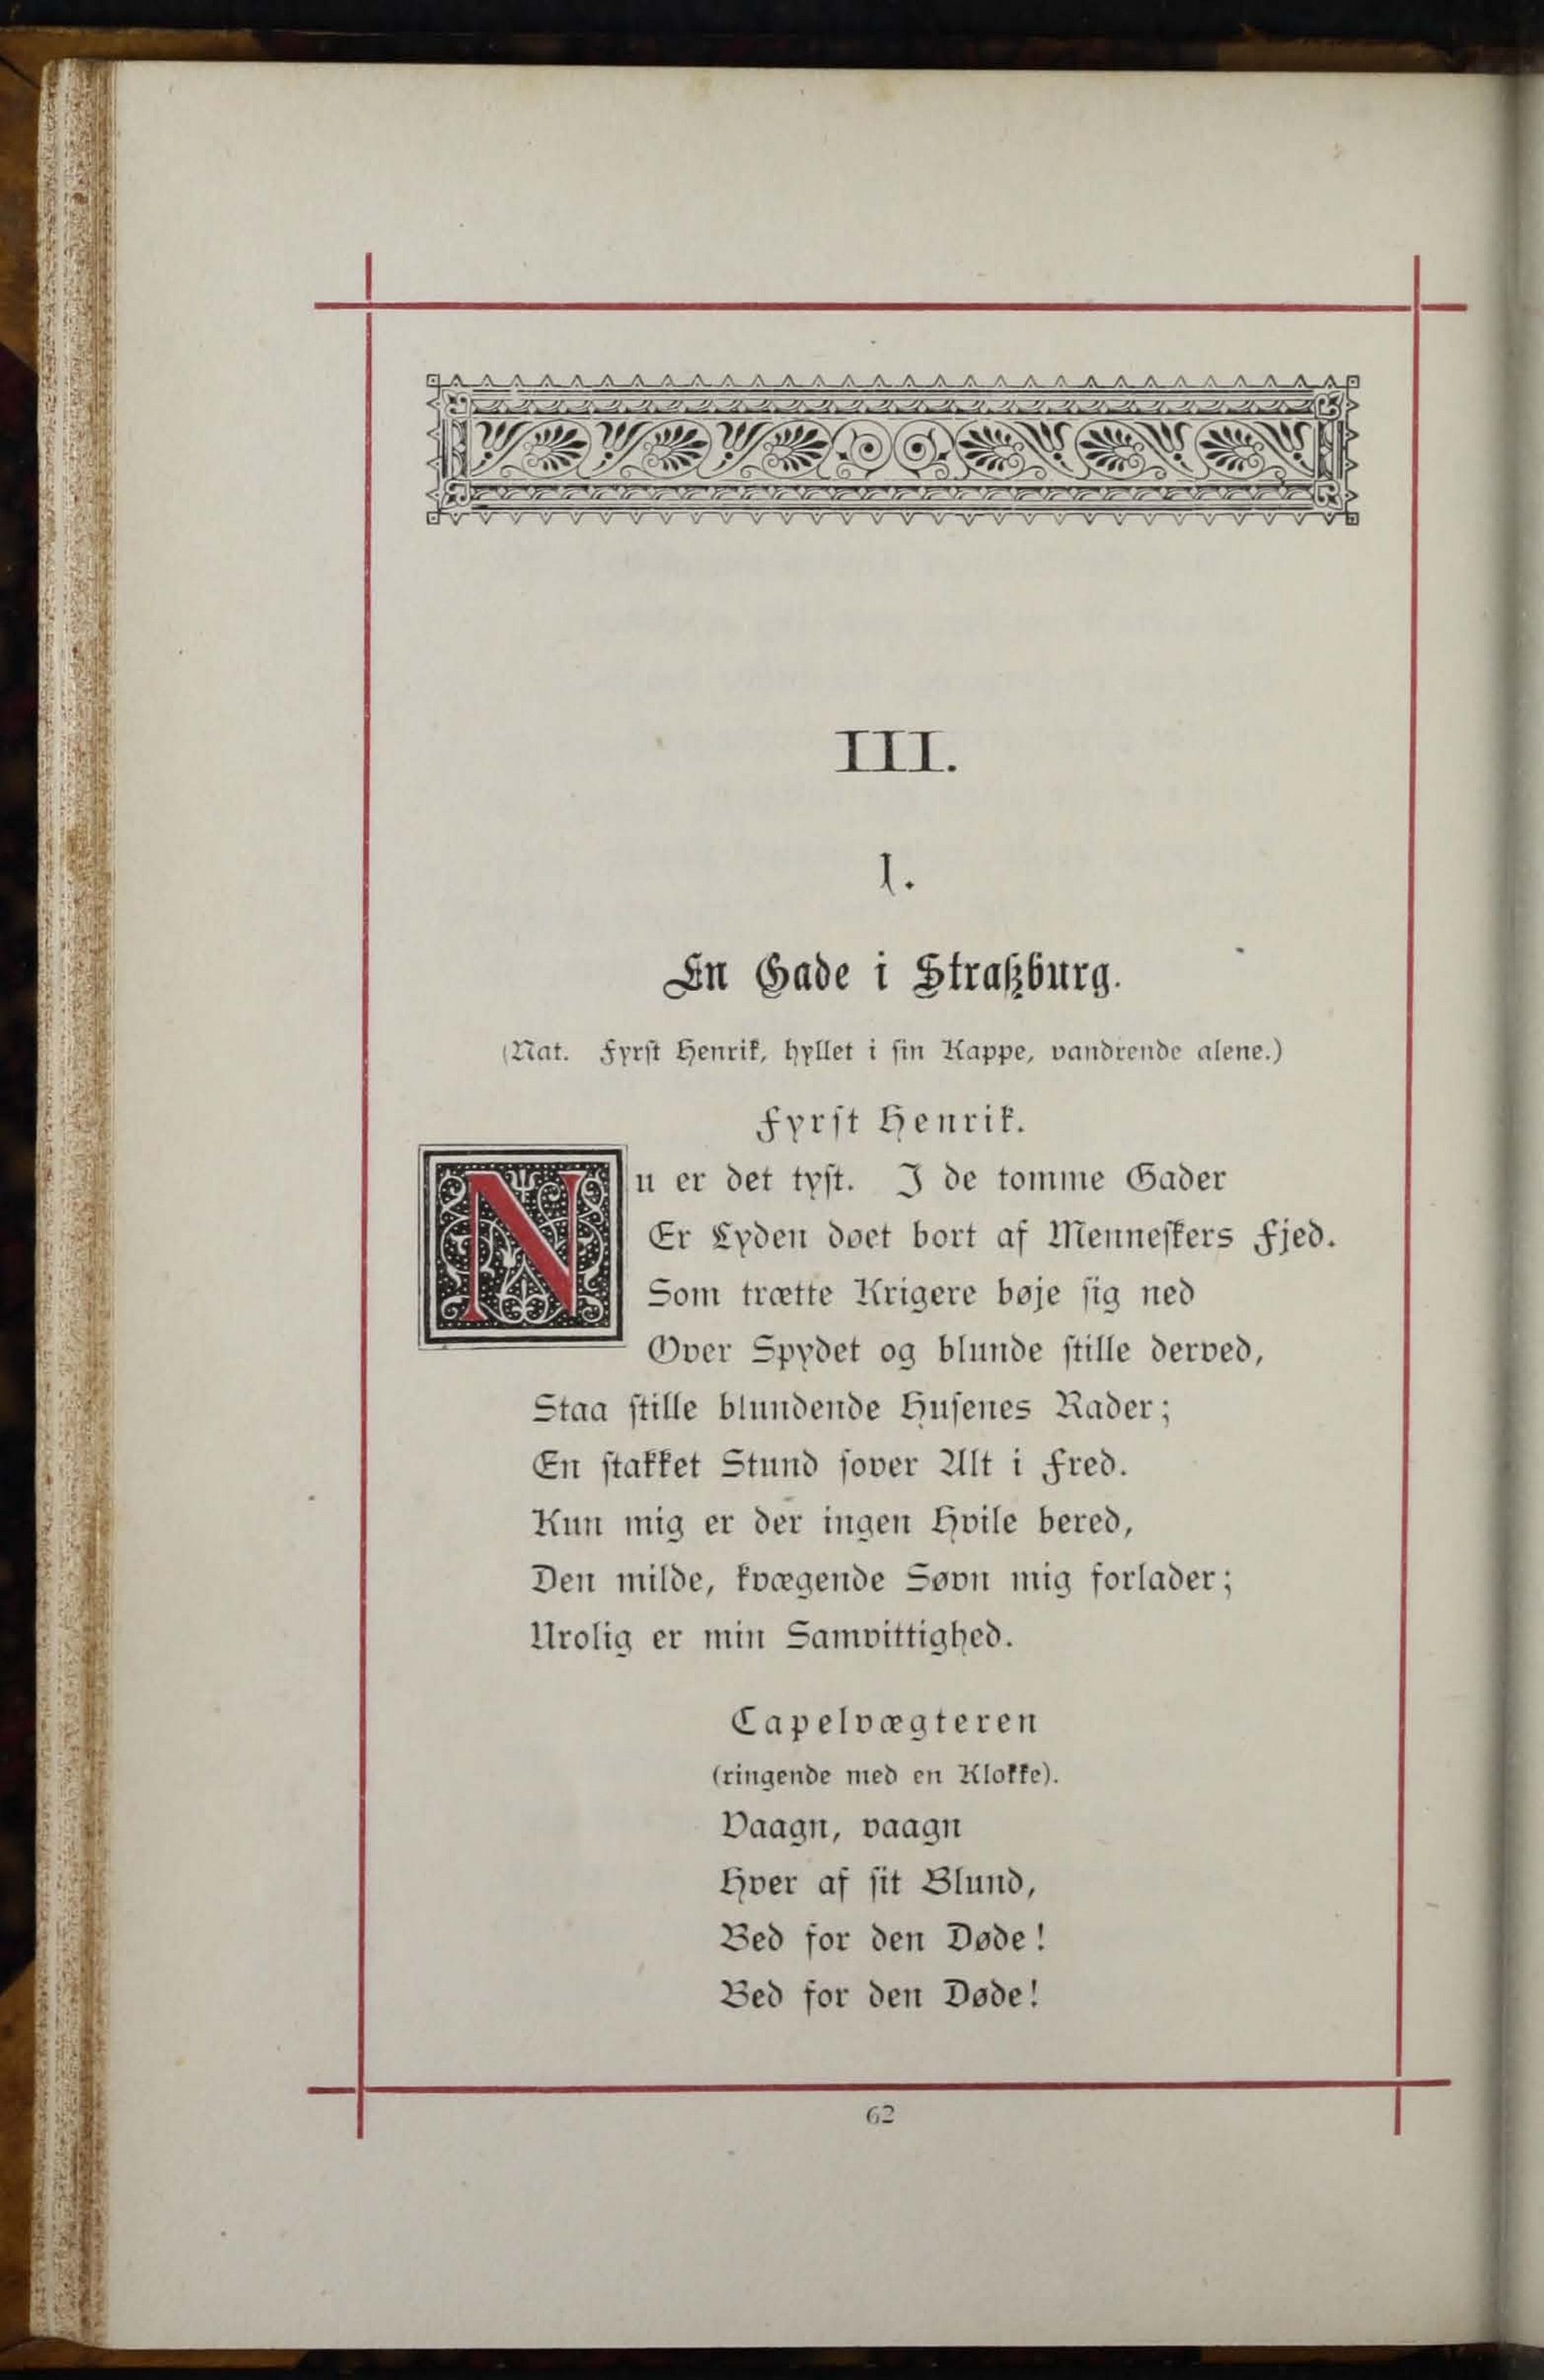 III.
1.
En Gade i Straßburg.
(Nat. Fyrst Henrik, hyllet i sin Kappe, vandrende alene.)
Fyrst Henrik.
Nu er det tyst. I de tomme Gader
Er Lyden døet bort af Menneskers Fjed.
Som trætte Krigere bøje sig ned
Over Spydet og blunde stille derved,
Staa stille blundende Husenes Rader;
En stakket Stund sover Alt i Fred.
Kun mig er der ingen Hvile bered,
Den milde, kvægende Søvn mig forlader;
Urolig er min Samvittighed.
Capelvægteren
(ringende med en Klokke).
Vaagn, vaagn
Hver af sit Blund,
Bed for den Døde!
Bed for den Døde!
62